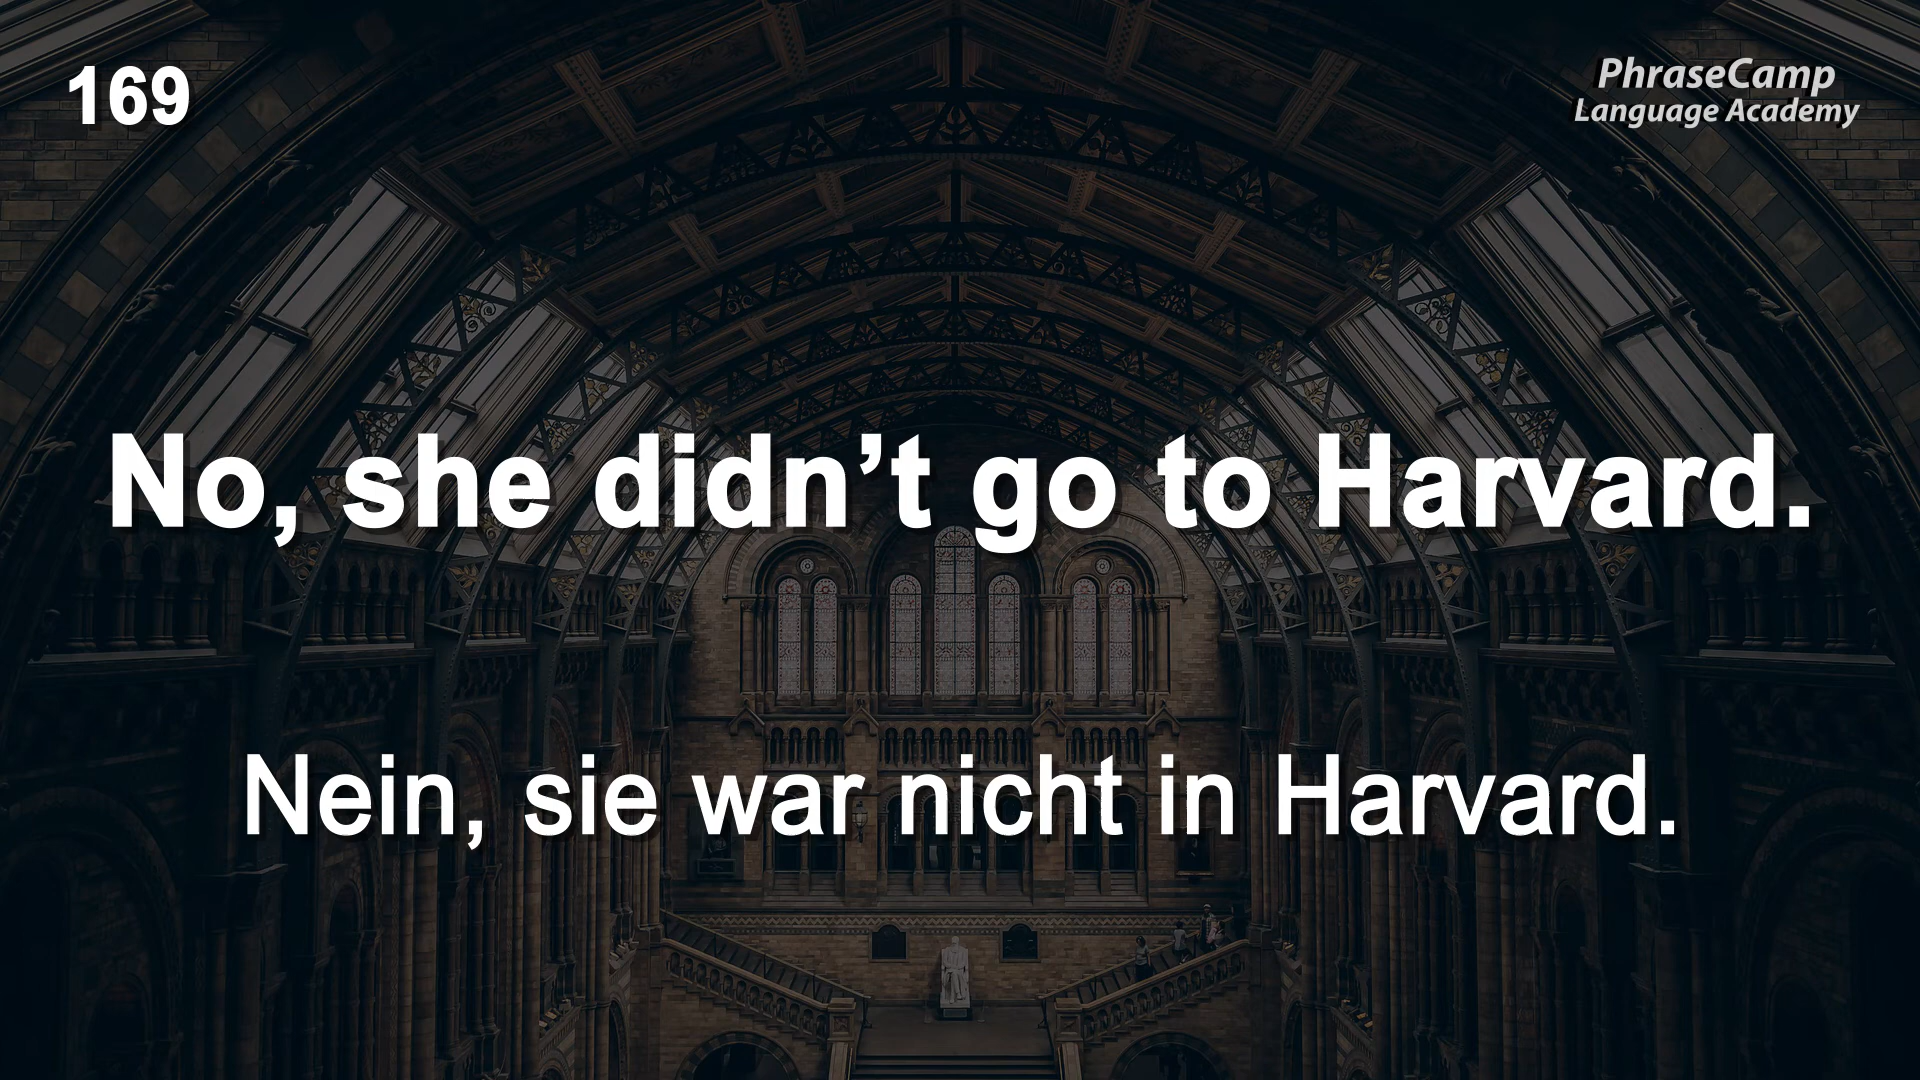 169
PhraseCamp
Language Academy
No, she didn’t go to Harvard.
Nein, sie war nicht in Harvard.